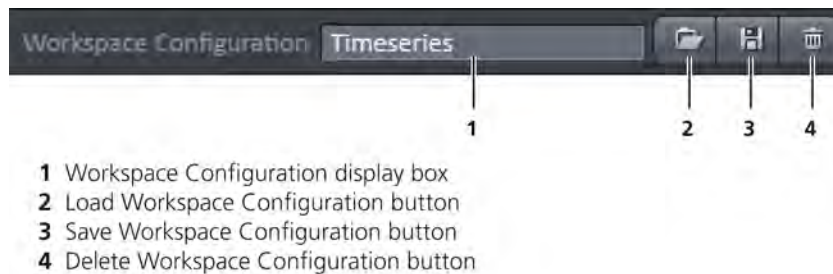 Workspace Configuration Timeseries
1 2 3 4
1 Workspace Configuration display box
2 Load Workspace Configuration button
3 Save Workspace Configuration button
4 Delete Workspace Configuration button